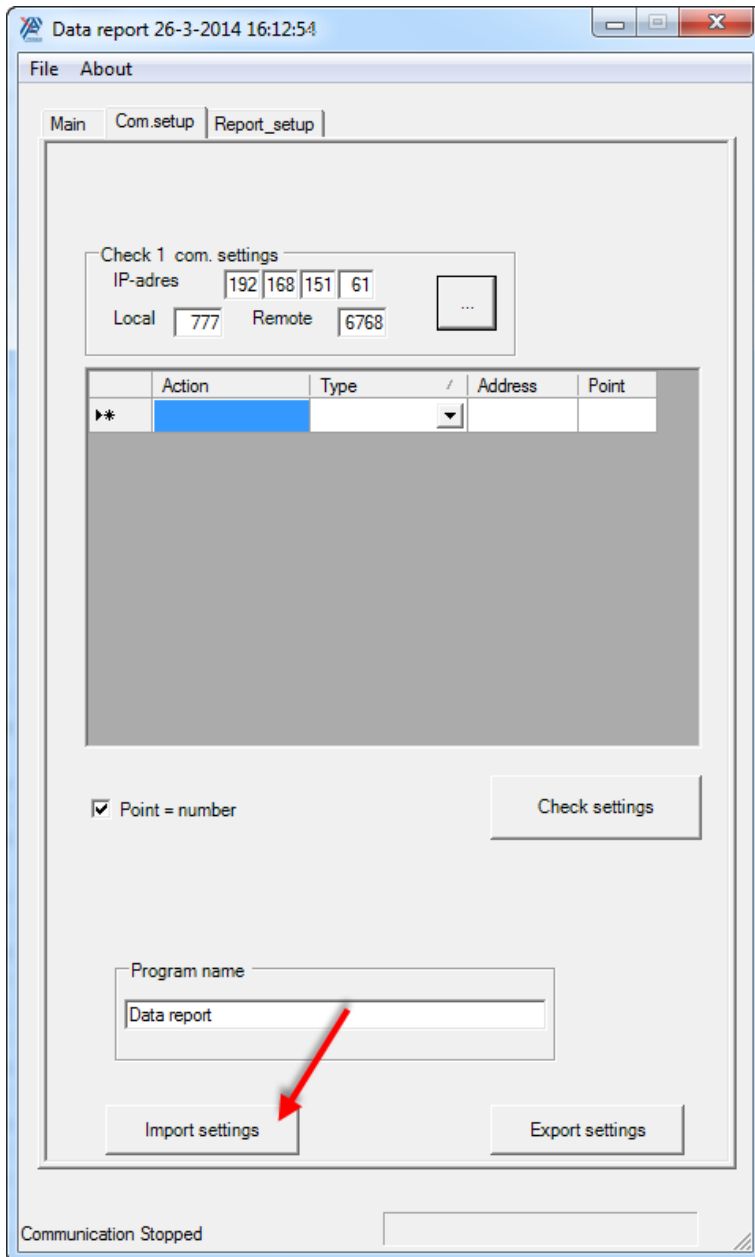 Data report 26-3-2014 16:12:54
File About
Main Com.setup Report_setup
Check 1 com. settings
IP-adres 192 168 151 61
Local 777 Remote 6768
...
Action Type Address Point
Point = number
Check settings
Program name
Data report
Import settings Export settings
Communication Stopped